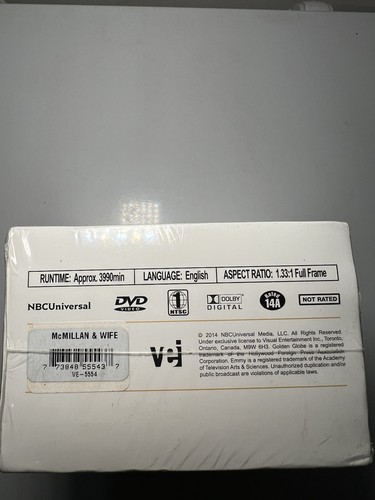 RUNTIME: Approx. 3990min LANGUAGE: English ASPECT RATIO: 1.33:1 Full Frame
NBCUniversal DVD VIDEO 1 NTSC DOLBY DIGITAL RATED 14A NOT RATED
McMILLAN & WIFE
7 73848 55543 7
VE-5554
vei
© 2014 NBCUniversal Media, LLC. All Rights Reserved.
Under exclusive license to Visual Entertainment Inc., Toronto,
Ontario, Canada, M9W 6H3. Golden Globe is a registered
trademark of the Hollywood Foreign Press Association
Corporation. Emmy is a registered trademark of the Academy
of Television Arts & Sciences. Unauthorized duplication and/or
public broadcast are violations of applicable laws.